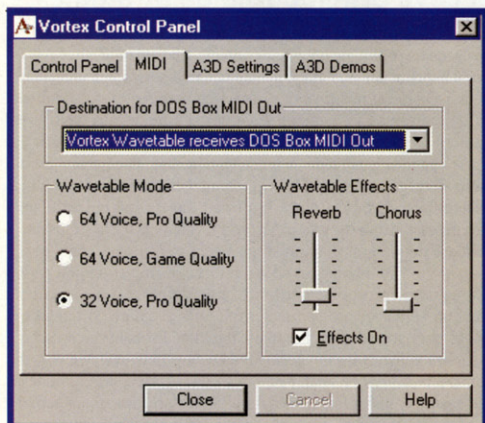 Vortex Control Panel
Control Panel
MIDI
A3D Settings
A3D Demos
Destination for DOS Box MIDI Out
Vortex Wavetable receives DOS Box MIDI Out
Wavetable Mode
64 Voice, Pro Quality
64 Voice, Game Quality
32 Voice, Pro Quality
Wavetable Effects
Reverb
Chorus
Effects On
Close
Cancel
Help